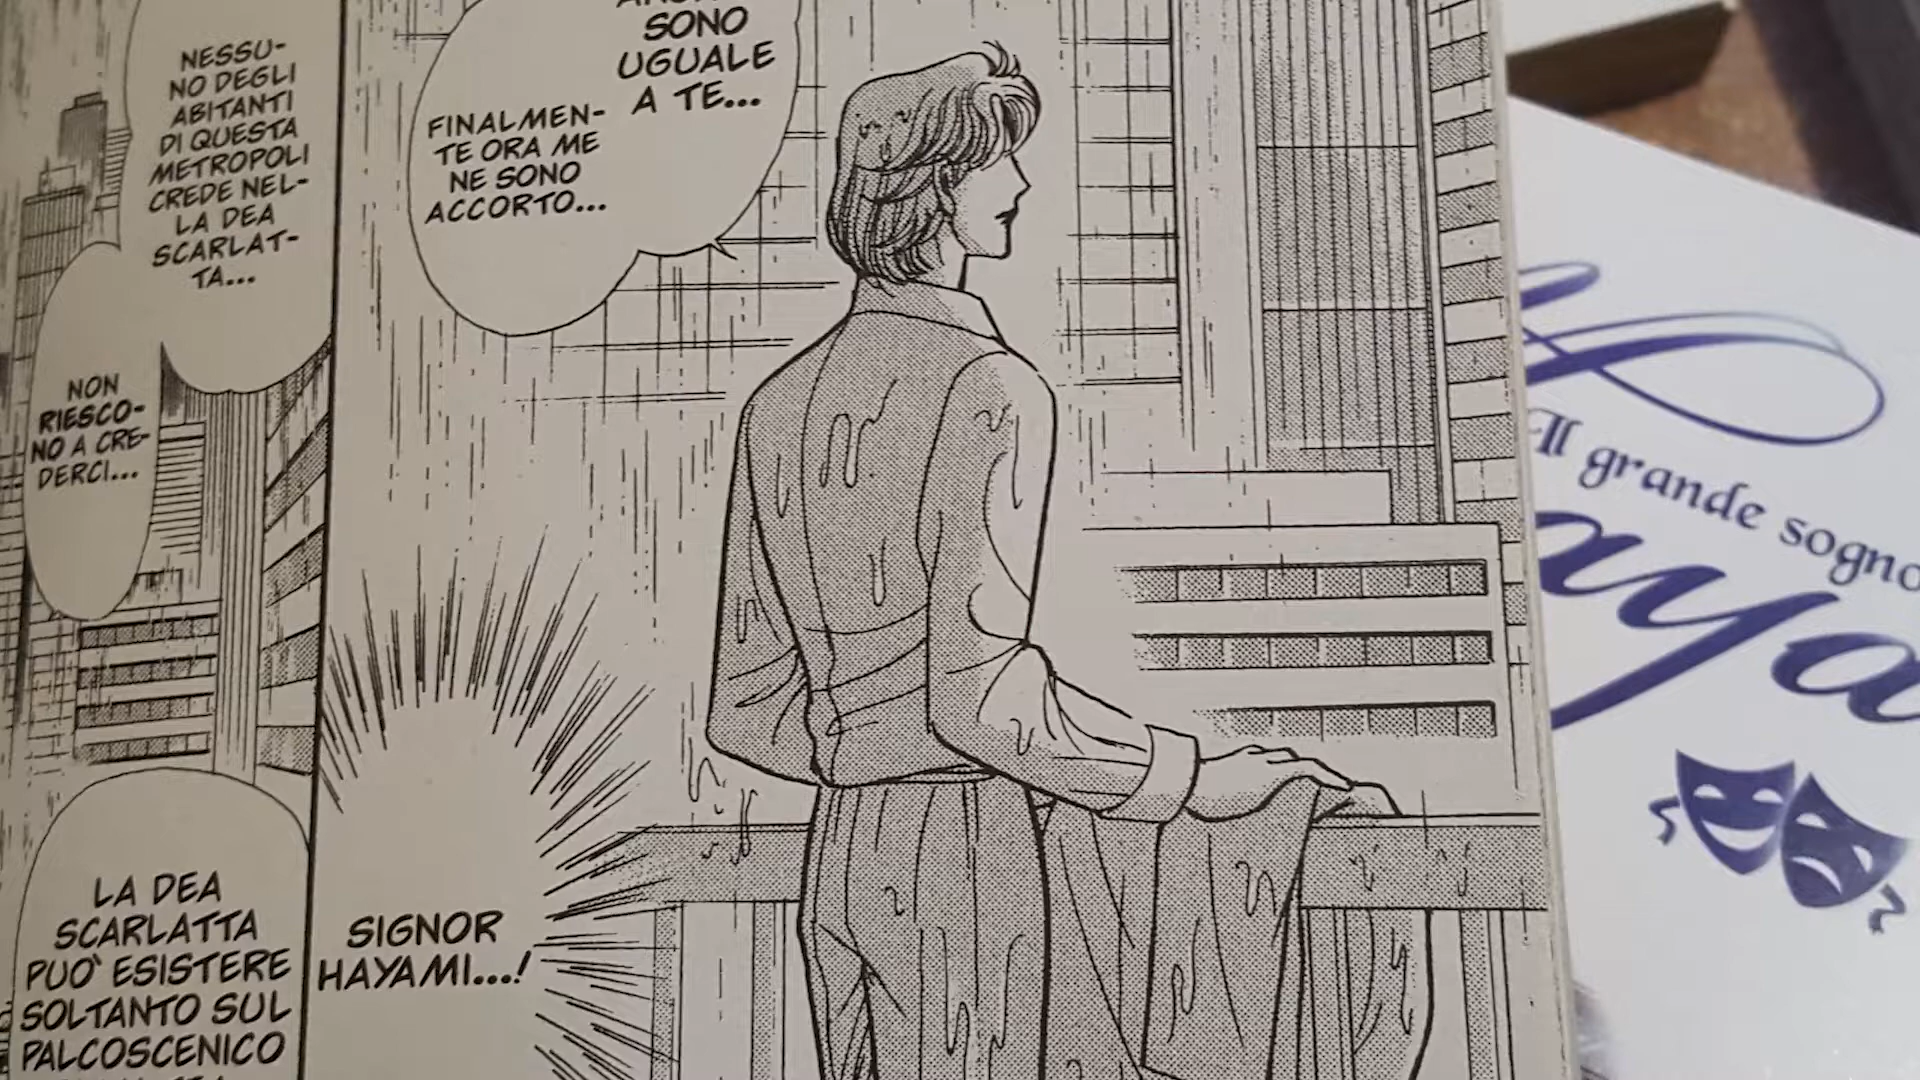 NESSU-
NO DEGLI
ABITANTI
DI QUESTA
METROPOLI
CREDE NEL-
LA DEA
SCARLAT-
TA...
NON
RIESCO-
NO A CRE-
DERCI...
LA DEA
SCARLATTA
PUO' ESISTERE
SOLTANTO SUL
PALCOSCENICO
SONO
UGUALE
A TE...
FINALMEN-
TE ORA ME
NE SONO
ACCORTO...
SIGNOR
HAYAMI...!
Il grande sogno
aya